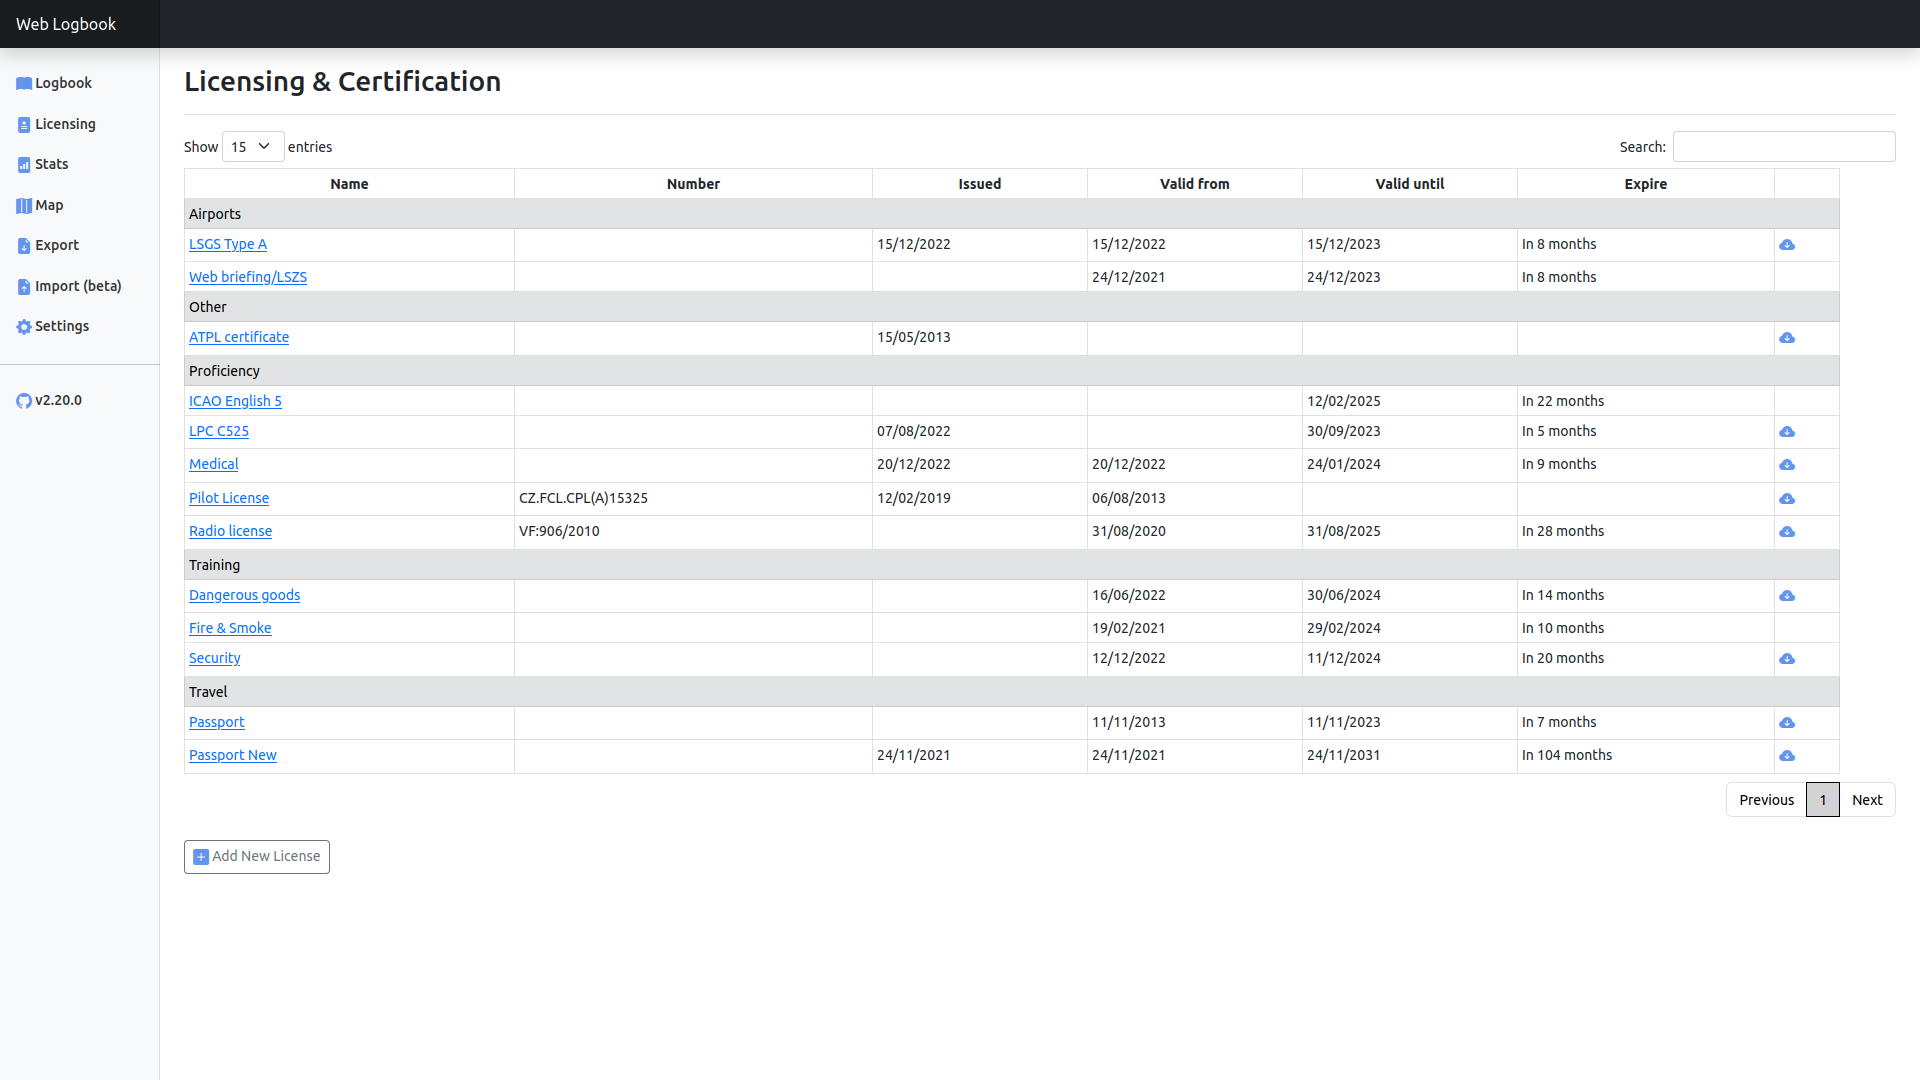 Web Logbook
Logbook
Licensing
Stats
Map
Export
Import (beta)
Settings
v2.20.0
Licensing & Certification
Show 15 entries
Search:
Name Number Issued Valid from Valid until Expire
Airports
LSGS Type A 15/12/2022 15/12/2022 15/12/2023 In 8 months
Web briefing/LSZS 24/12/2021 24/12/2023 In 8 months
Other
ATPL certificate 15/05/2013
Proficiency
ICAO English 5 12/02/2025 In 22 months
LPC C525 07/08/2022 30/09/2023 In 5 months
Medical 20/12/2022 20/12/2022 24/01/2024 In 9 months
Pilot License CZ.FCL.CPL(A)15325 12/02/2019 06/08/2013
Radio license VF:906/2010 31/08/2020 31/08/2025 In 28 months
Training
Dangerous goods 16/06/2022 30/06/2024 In 14 months
Fire & Smoke 19/02/2021 29/02/2024 In 10 months
Security 12/12/2022 11/12/2024 In 20 months
Travel
Passport 11/11/2013 11/11/2023 In 7 months
Passport New 24/11/2021 24/11/2021 24/11/2031 In 104 months
Previous 1 Next
Add New License